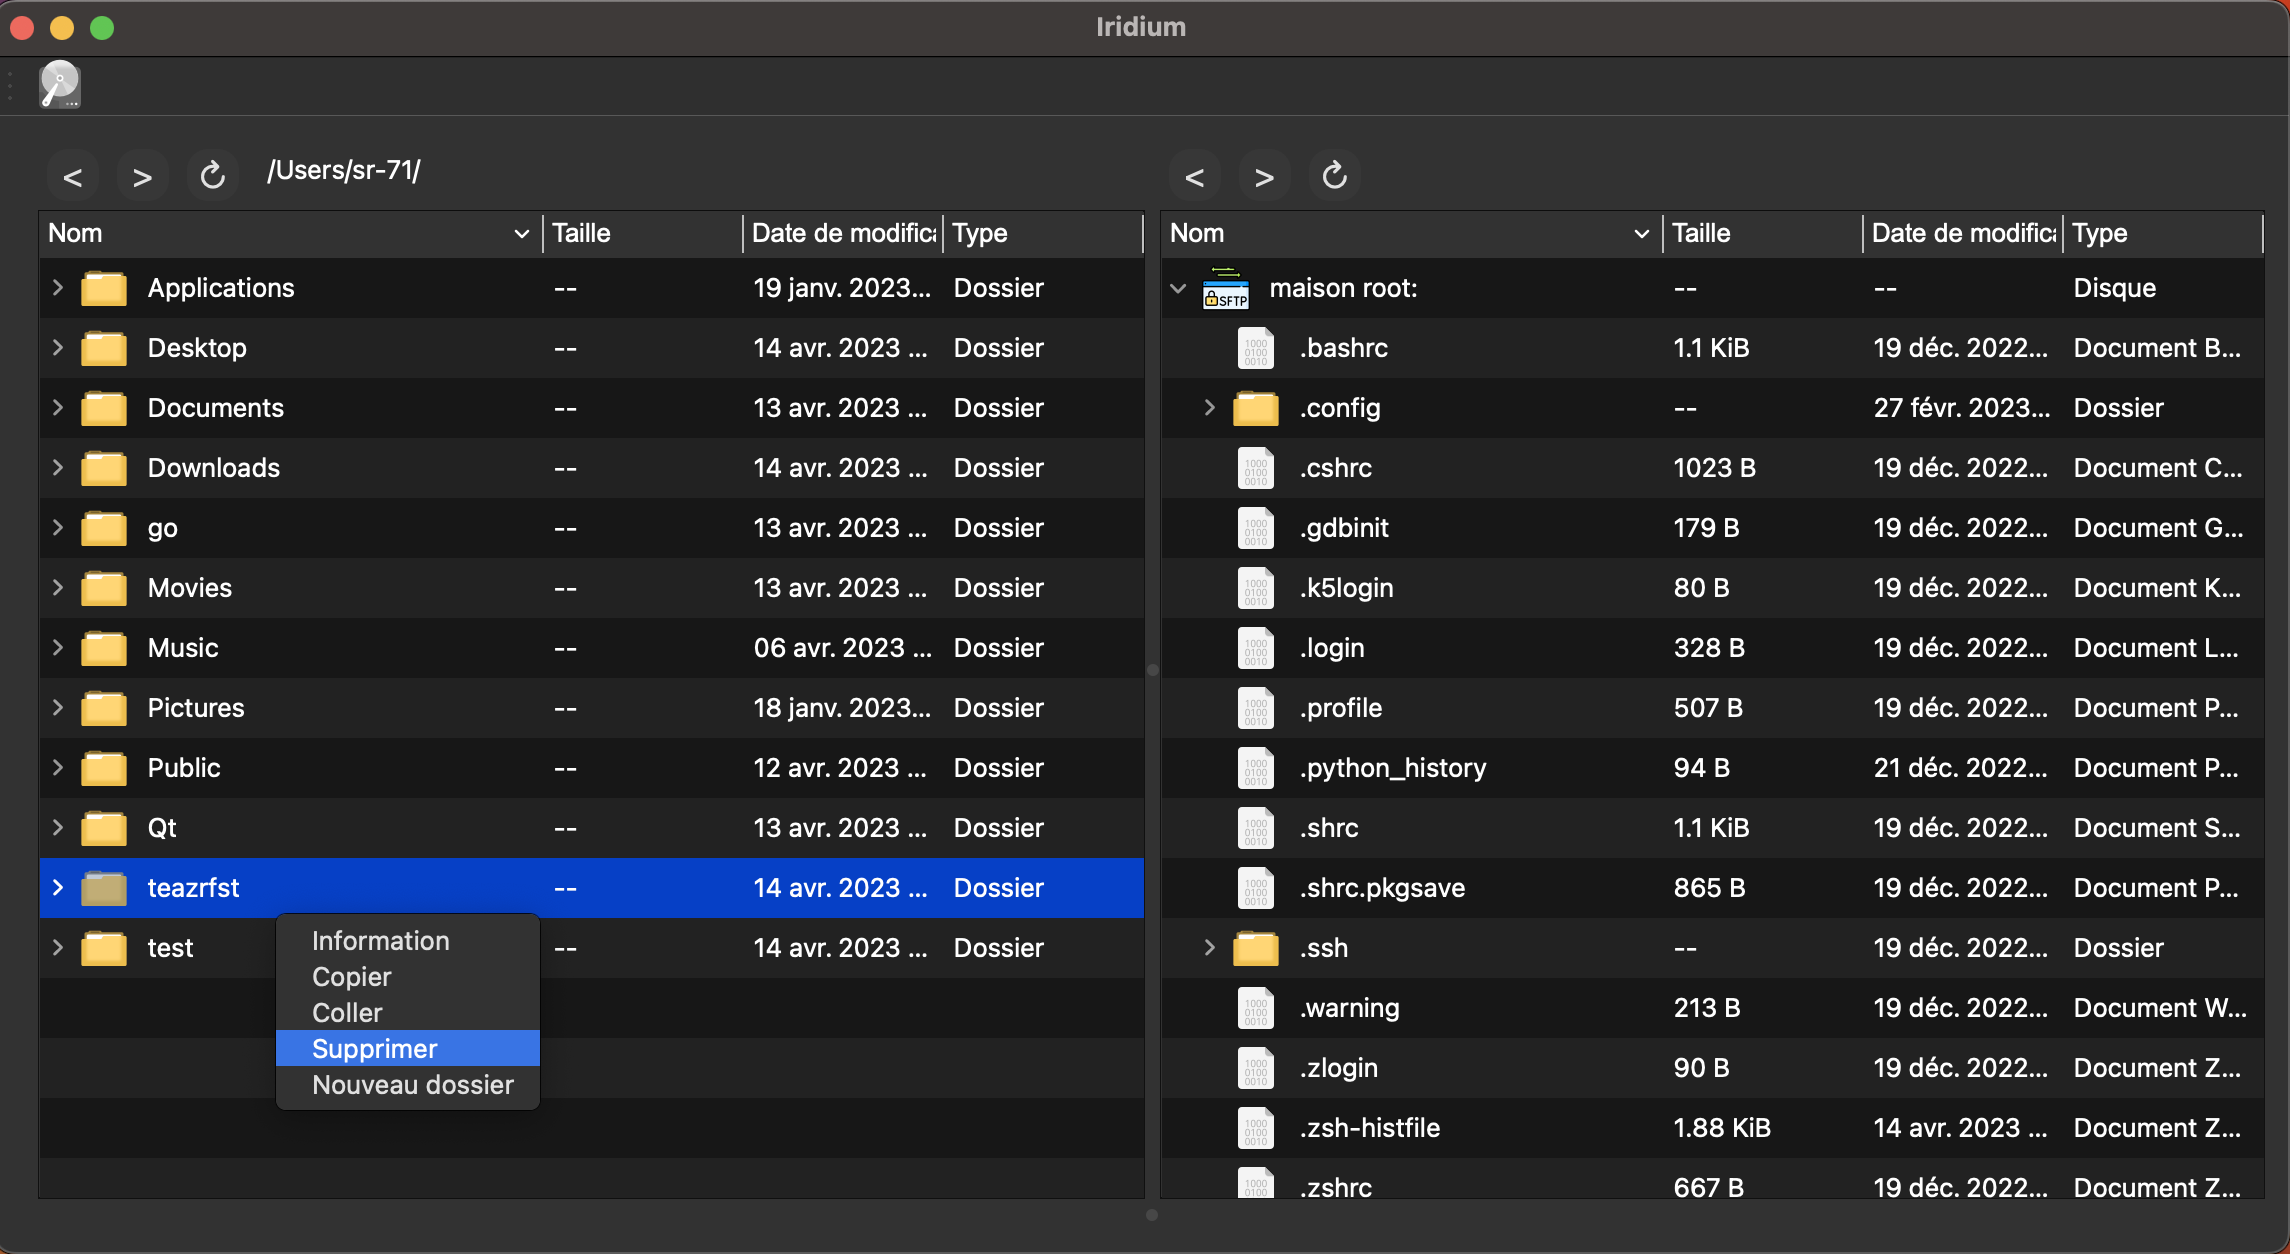 Iridium
/Users/sr-71/
Nom Taille Date de modifica Type
Applications -- 19 janv. 2023... Dossier
Desktop -- 14 avr. 2023 ... Dossier
Documents -- 13 avr. 2023 ... Dossier
Downloads -- 14 avr. 2023 ... Dossier
go -- 13 avr. 2023 ... Dossier
Movies -- 13 avr. 2023 ... Dossier
Music -- 06 avr. 2023 ... Dossier
Pictures -- 18 janv. 2023... Dossier
Public -- 12 avr. 2023 ... Dossier
Qt -- 13 avr. 2023 ... Dossier
teazrfst -- 14 avr. 2023 ... Dossier
test -- 14 avr. 2023 ... Dossier
Information
Copier
Coller
Supprimer
Nouveau dossier
Nom Taille Date de modifica Type
SFTP maison root: -- -- Disque
.bashrc 1.1 KiB 19 déc. 2022... Document B...
.config -- 27 févr. 2023... Dossier
.cshrc 1023 B 19 déc. 2022... Document C...
.gdbinit 179 B 19 déc. 2022... Document G...
.k5login 80 B 19 déc. 2022... Document K...
.login 328 B 19 déc. 2022... Document L...
.profile 507 B 19 déc. 2022... Document P...
.python_history 94 B 21 déc. 2022... Document P...
.shrc 1.1 KiB 19 déc. 2022... Document S...
.shrc.pkgsave 865 B 19 déc. 2022... Document P...
.ssh -- 19 déc. 2022... Dossier
.warning 213 B 19 déc. 2022... Document W...
.zlogin 90 B 19 déc. 2022... Document Z...
.zsh-histfile 1.88 KiB 14 avr. 2023 ... Document Z...
.zshrc 667 B 19 déc. 2022... Document Z...